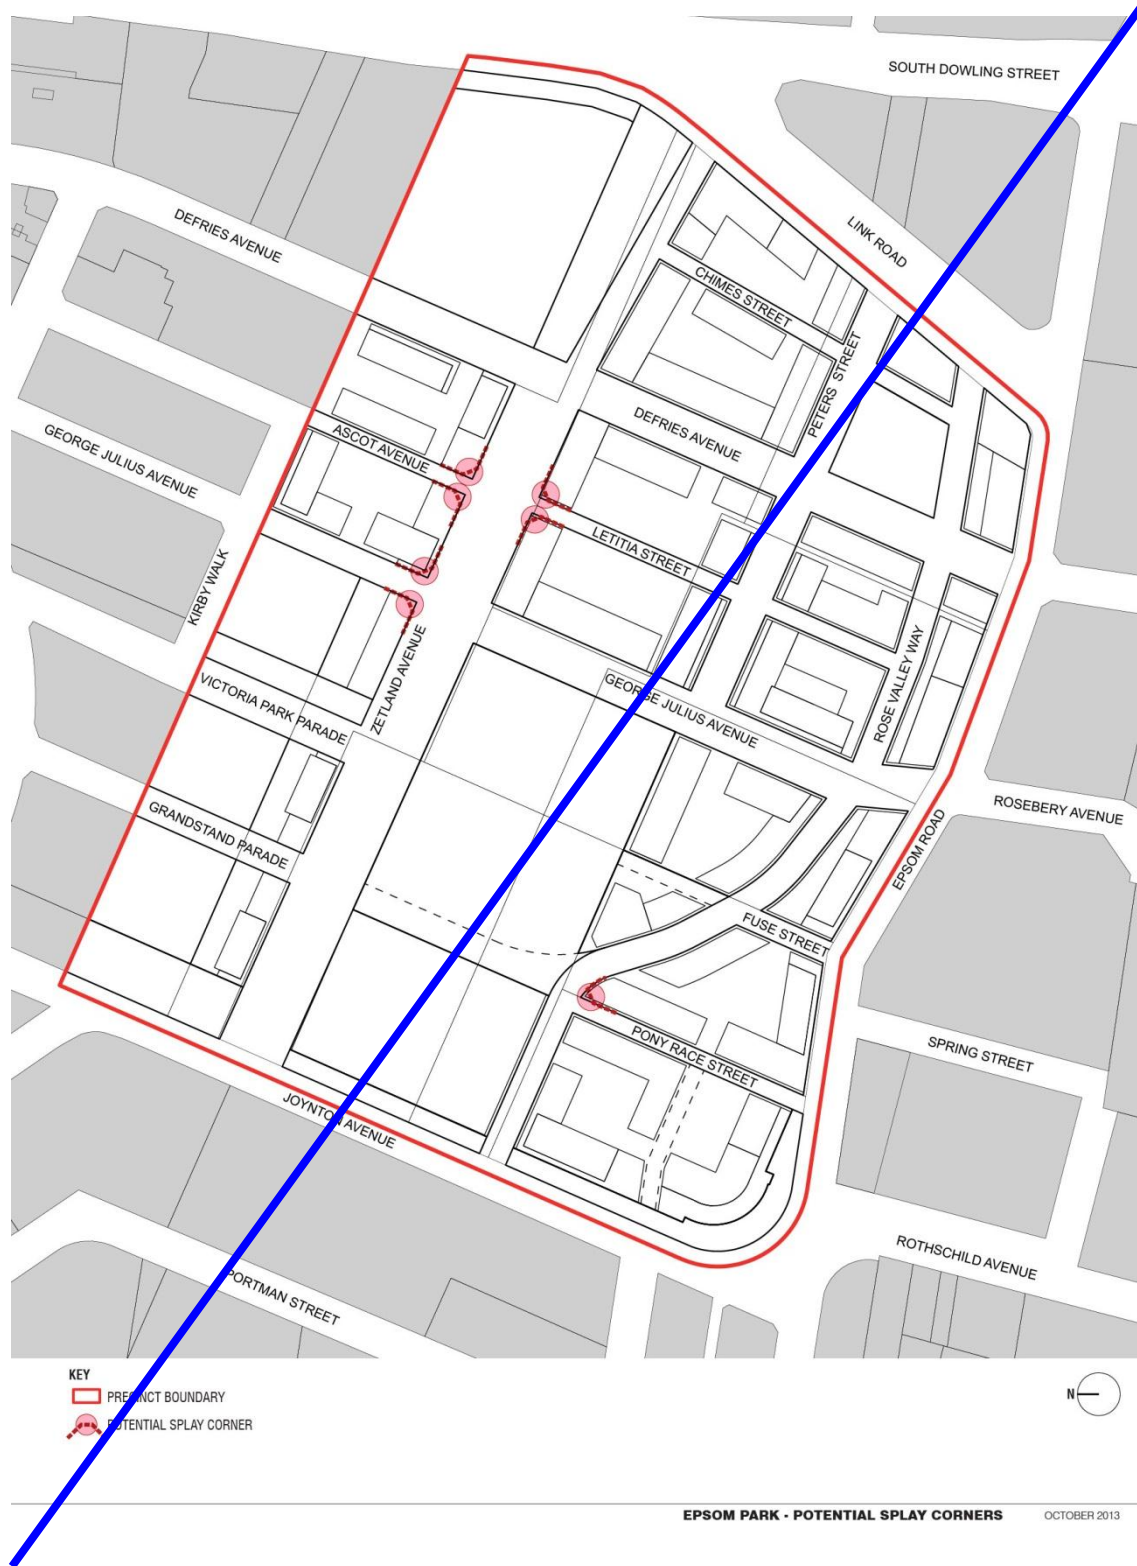 SOUTH DOWLING STREET
DEFRIES AVENUE
LINK ROAD
CHIMES STREET
PETERS STREET
DEFRIES AVENUE
ASCOT AVENUE
GEORGE JULIUS AVENUE
LETITIA STREET
KIRBY WALK
ZETLAND AVENUE
ROSE VALLEY WAY
VICTORIA PARK PARADE
GEORGE JULIUS AVENUE
GRANDSTAND PARADE
ROSEBERY AVENUE
EPSOM ROAD
FUSE STREET
PONY RACE STREET
SPRING STREET
JOYNTON AVENUE
ROTHSCHILD AVENUE
PORTMAN STREET
KEY
PRECINCT BOUNDARY
POTENTIAL SPLAY CORNER
N
EPSOM PARK - POTENTIAL SPLAY CORNERS OCTOBER 2013